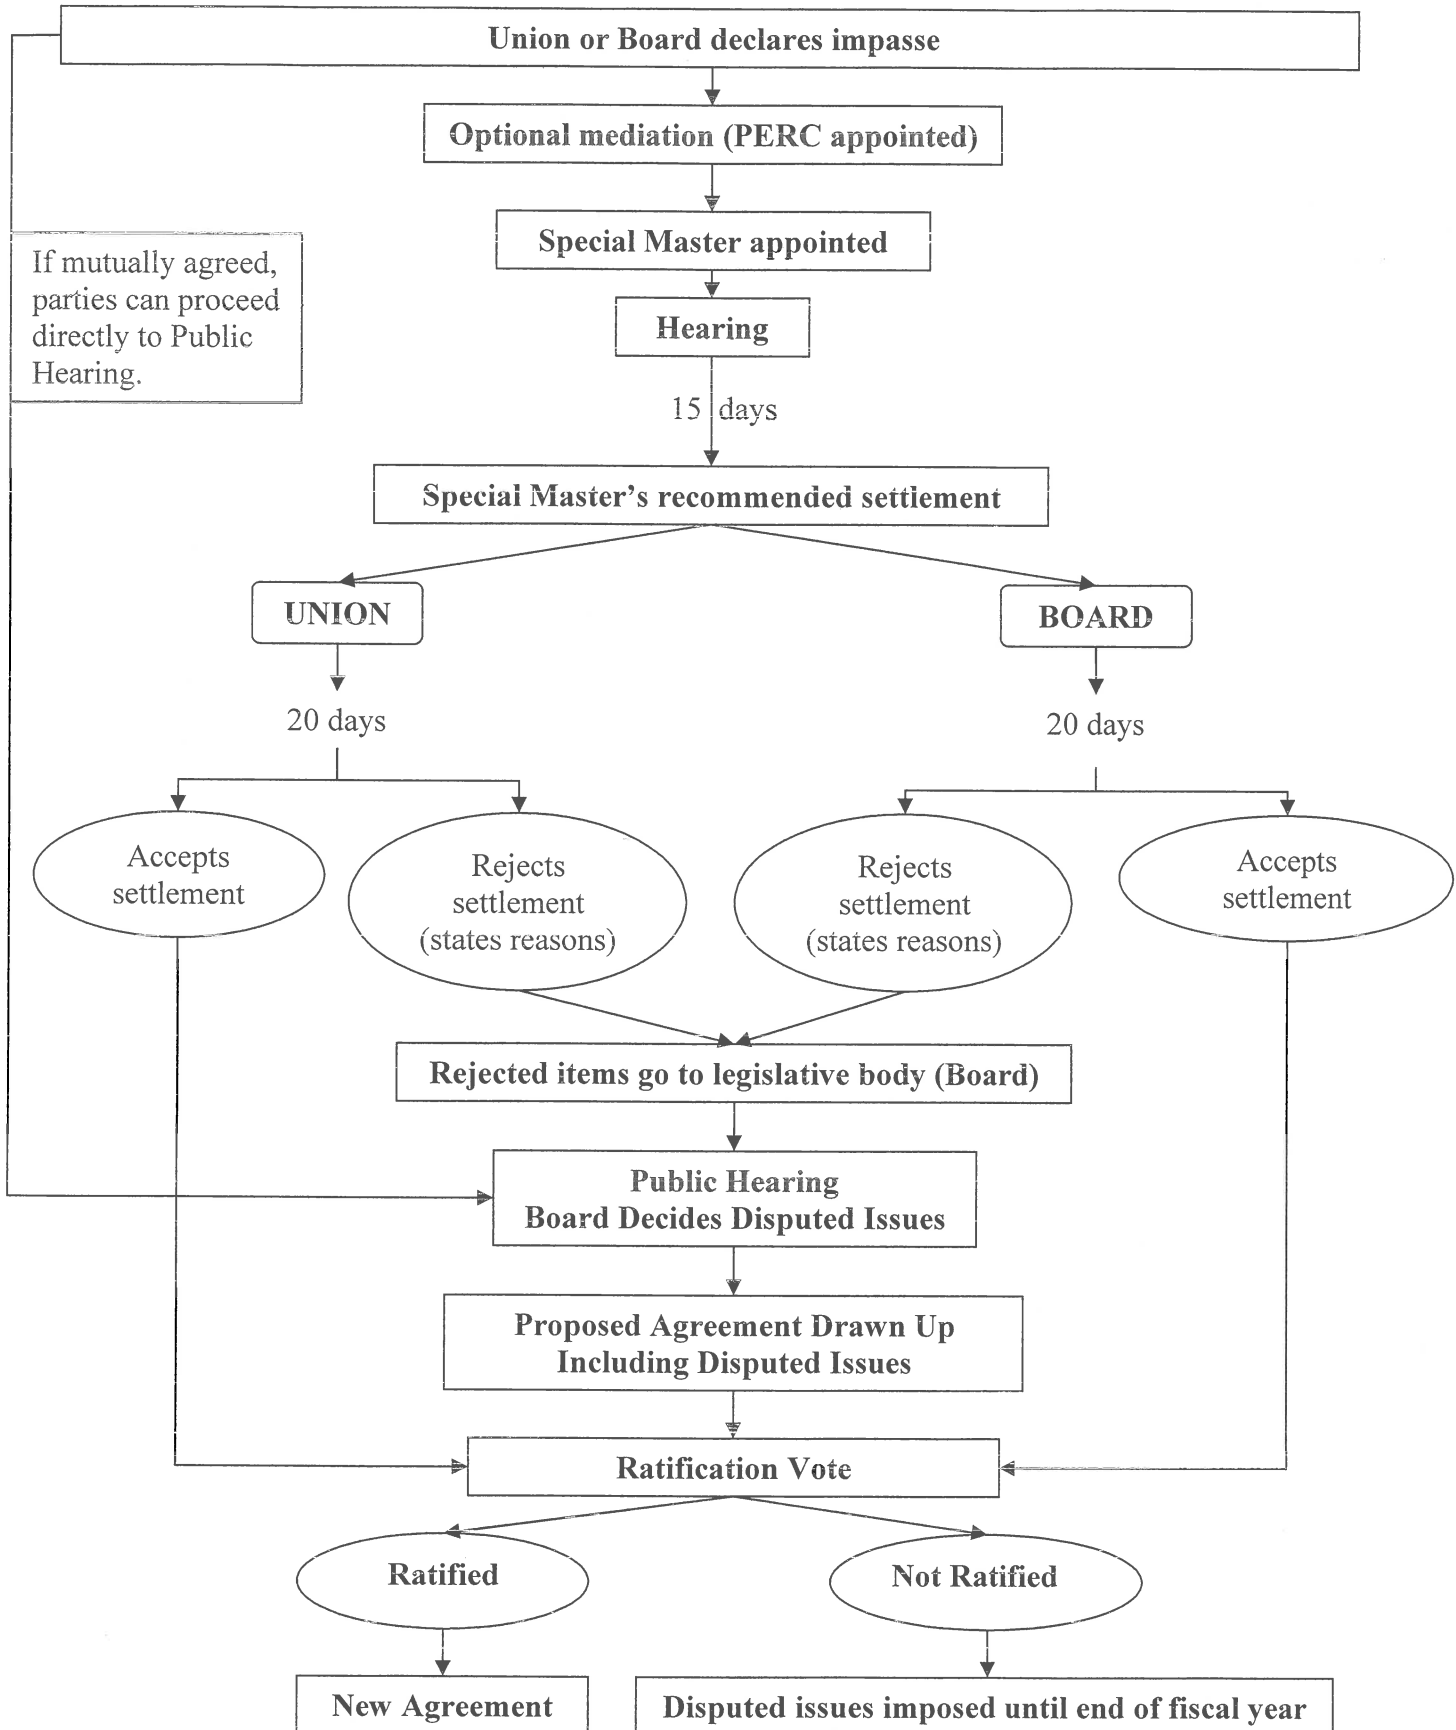 Union or Board declares impasse
Optional mediation (PERC appointed)
Special Master appointed
If mutually agreed,
parties can proceed
directly to Public
Hearing.
Hearing
15 days
Special Master's recommended settlement
UNION
BOARD
20 days
20 days
Accepts
settlement
Rejects
settlement
(states reasons)
Rejects
settlement
(states reasons)
Accepts
settlement
Rejected items go to legislative body (Board)
Public Hearing
Board Decides Disputed Issues
Proposed Agreement Drawn Up
Including Disputed Issues
Ratification Vote
Ratified
Not Ratified
New Agreement
Disputed issues imposed until end of fiscal year